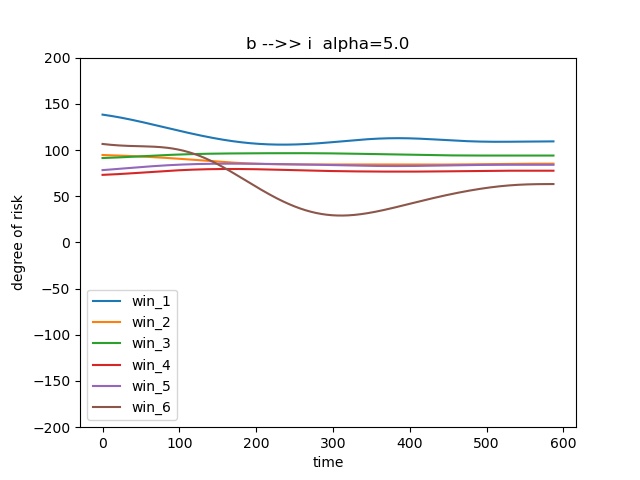 b -->> i  alpha=5.0
200
150
100
50
0
−50
−100
−150
−200
degree of risk
win_1
win_2
win_3
win_4
win_5
win_6
0 100 200 300 400 500 600
time